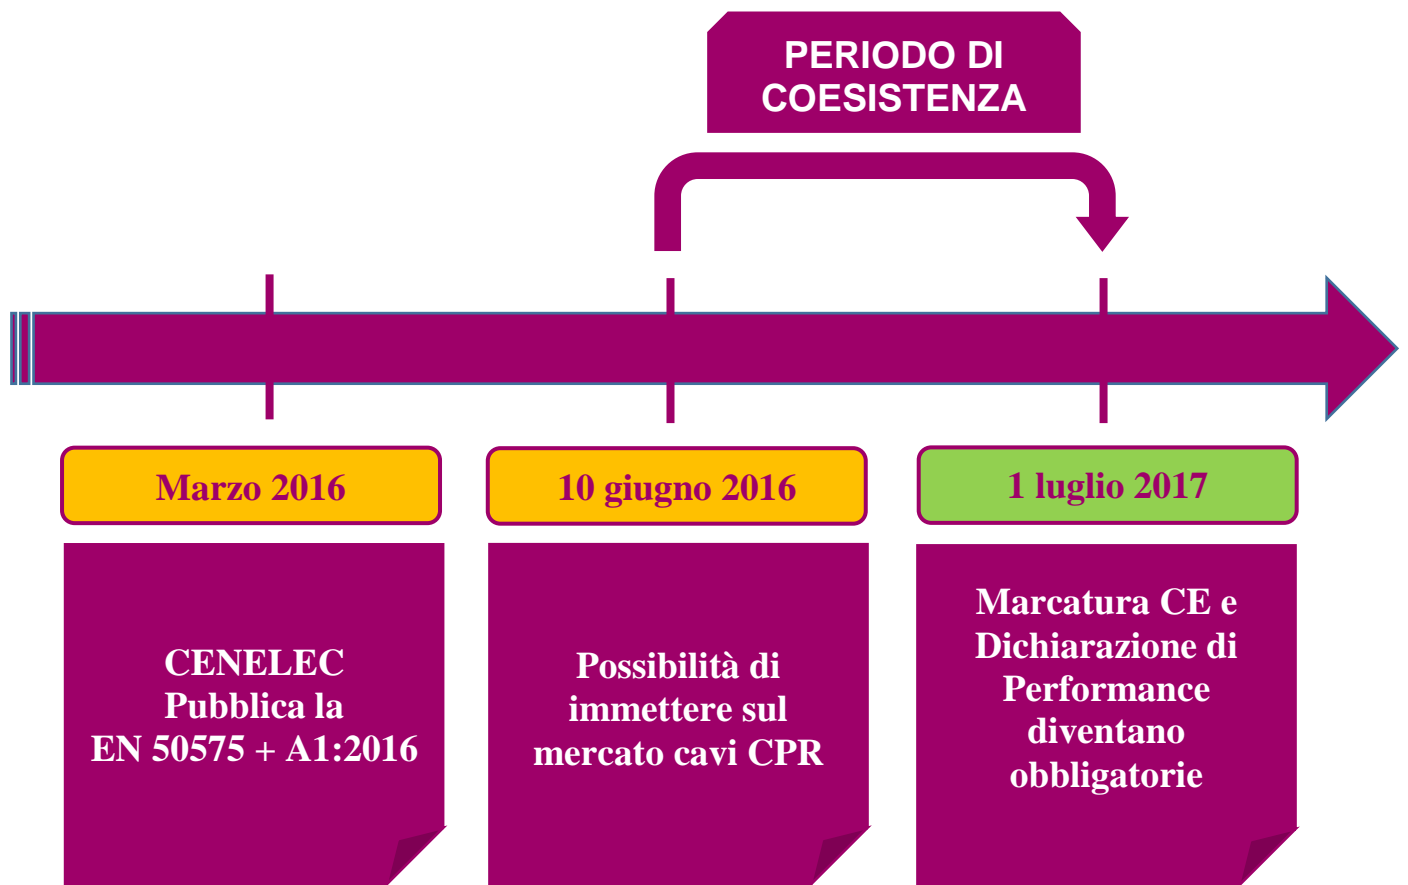 PERIODO DI
COESISTENZA
Marzo 2016
10 giugno 2016
1 luglio 2017
CENELEC
Pubblica la
EN 50575 + A1:2016
Possibilità di
immettere sul
mercato cavi CPR
Marcatura CE e
Dichiarazione di
Performance
diventano
obbligatorie